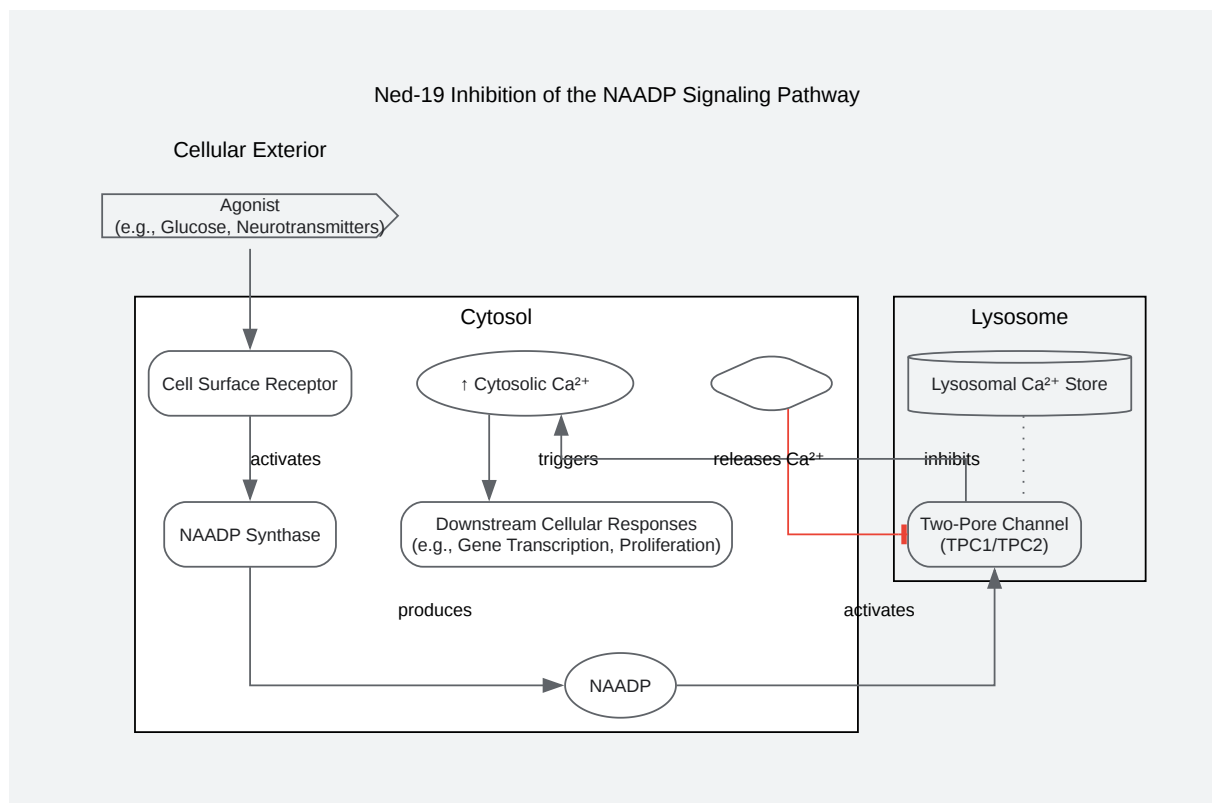 Ned-19 Inhibition of the NAADP Signaling Pathway
Cellular Exterior
Agonist
(e.g., Glucose, Neurotransmitters)
Cytosol
Lysosome
Cell Surface Receptor
↑ Cytosolic Ca²⁺
Lysosomal Ca²⁺ Store
activates
triggers
releases Ca²⁺
inhibits
NAADP Synthase
Downstream Cellular Responses
(e.g., Gene Transcription, Proliferation)
Two-Pore Channel
(TPC1/TPC2)
produces
activates
NAADP